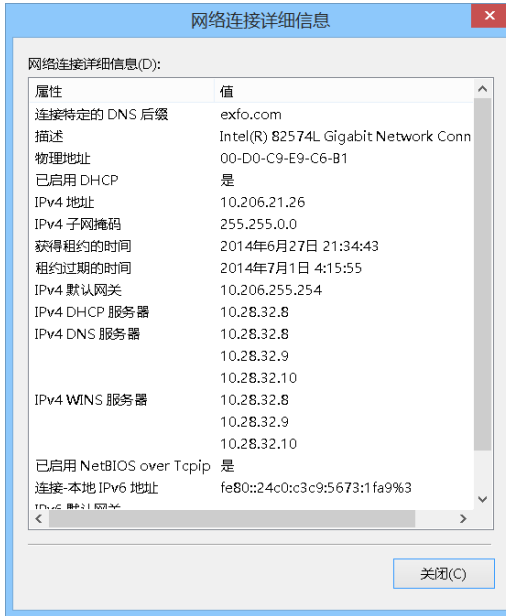 网络连接详细信息
网络连接详细信息(D):
属性 值
连接特定的 DNS 后缀 exfo.com
描述 Intel(R) 82574L Gigabit Network Conn
物理地址 00-D0-C9-E9-C6-B1
已启用 DHCP 是
IPv4 地址 10.206.21.26
IPv4 子网掩码 255.255.0.0
获得租约的时间 2014年6月27日 21:34:43
租约过期的时间 2014年7月1日 4:15:55
IPv4 默认网关 10.206.255.254
IPv4 DHCP 服务器 10.28.32.8
IPv4 DNS 服务器 10.28.32.8
10.28.32.9
10.28.32.10
IPv4 WINS 服务器 10.28.32.8
10.28.32.9
10.28.32.10
已启用 NetBIOS over Tcpip 是
连接-本地 IPv6 地址 fe80::24c0:c3c9:5673:1fa9%3
IPv6 默认网关
关闭(C)